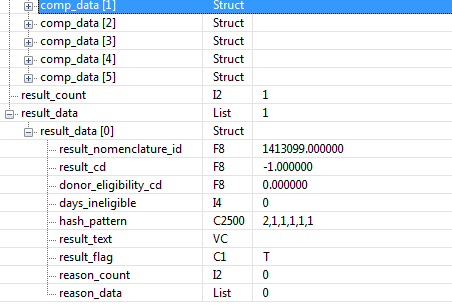 comp_data [1] Struct
comp_data [2] Struct
comp_data [3] Struct
comp_data [4] Struct
comp_data [5] Struct
result_count I2 1
result_data List 1
result_data [0] Struct
result_nomenclature_id F8 1413099.000000
result_cd F8 -1.000000
donor_eligibility_cd F8 0.000000
days_ineligible I4 0
hash_pattern C2500 2,1,1,1,1,1
result_text VC
result_flag C1 T
reason_count I2 0
reason_data List 0